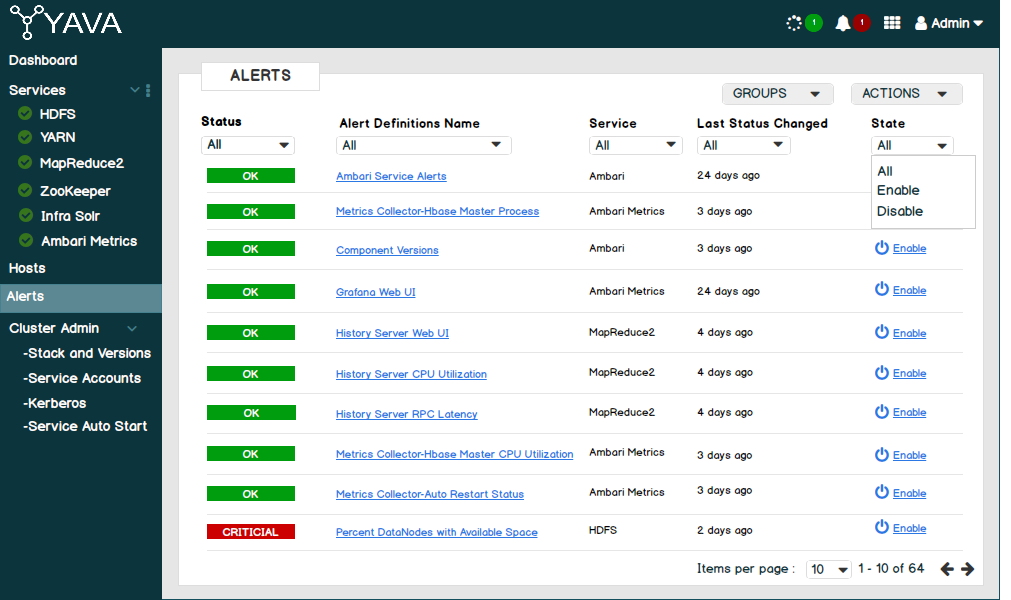 YAVA
1
1
Admin
Dashboard
Services
HDFS
YARN
MapReduce2
ZooKeeper
Infra Solr
Ambari Metrics
Hosts
Alerts
Cluster Admin
-Stack and Versions
-Service Accounts
-Kerberos
-Service Auto Start
ALERTS
GROUPS ACTIONS
Status Alert Definitions Name Service Last Status Changed State
All All All All All
All
Enable
Disable
OK Ambari Service Alerts Ambari 24 days ago
OK Metrics Collector-Hbase Master Process Ambari Metrics 3 days ago
OK Component Versions Ambari 3 days ago Enable
OK Grafana Web UI Ambari Metrics 24 days ago Enable
OK History Server Web UI MapReduce2 4 days ago Enable
OK History Server CPU Utilization MapReduce2 4 days ago Enable
OK History Server RPC Latency MapReduce2 4 days ago Enable
OK Metrics Collector-Hbase Master CPU Utilization Ambari Metrics 3 days ago Enable
OK Metrics Collector-Auto Restart Status Ambari Metrics 3 days ago Enable
CRITICIAL Percent DataNodes with Available Space HDFS 2 days ago Enable
Items per page : 10 1 - 10 of 64